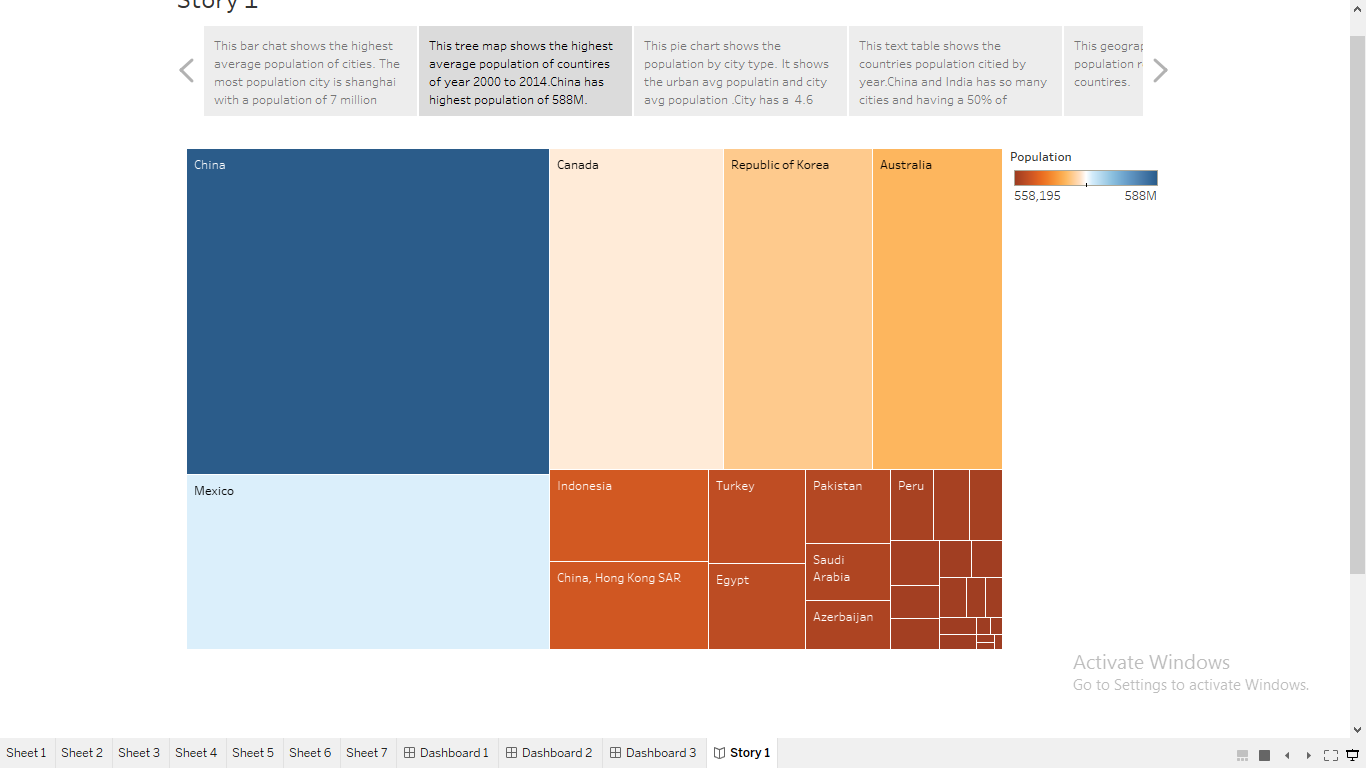 Story 1
This bar chat shows the highest
average population of cities. The
most population city is shanghai
with a population of 7 million
This tree map shows the highest
average population of countires
of year 2000 to 2014.China has
highest population of 588M.
This pie chart shows the
population by city type. It shows
the urban avg populatin and city
avg population .City has a 4.6
This text table shows the
countries population citied by
year.China and India has so many
cities and having a 50% of
This geograp
population r
countires.
China
Canada
Republic of Korea
Australia
Population
558,195
588M
Mexico
Indonesia
Turkey
Pakistan
Peru
Saudi
Arabia
China, Hong Kong SAR
Egypt
Azerbaijan
Activate Windows
Go to Settings to activate Windows.
Sheet 1
Sheet 2
Sheet 3
Sheet 4
Sheet 5
Sheet 6
Sheet 7
Dashboard 1
Dashboard 2
Dashboard 3
Story 1